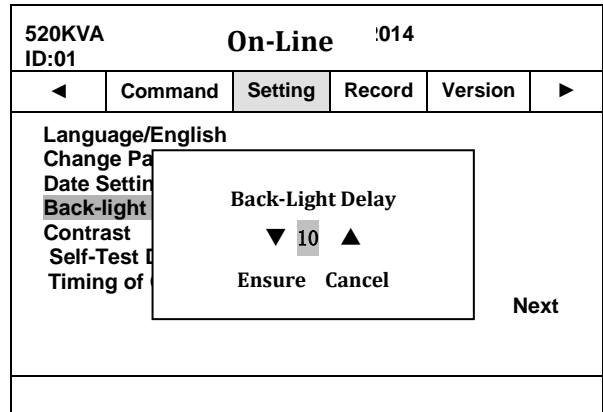 520KVA On-Line 2014
ID:01
◄ Command Setting Record Version ►
Language/English
Change Pa
Date Settin
Back-light
Contrast
Self-Test
Timing of
Back-Light Delay
▼ 10 ▲
Ensure Cancel
Next